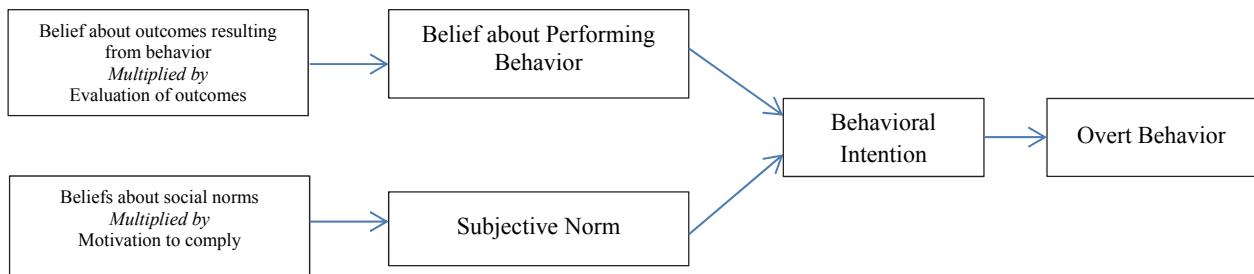 Belief about outcomes resulting
from behavior
Multiplied by
Evaluation of outcomes
Belief about Performing
Behavior
Behavioral
Intention
Overt Behavior
Beliefs about social norms
Multiplied by
Motivation to comply
Subjective Norm